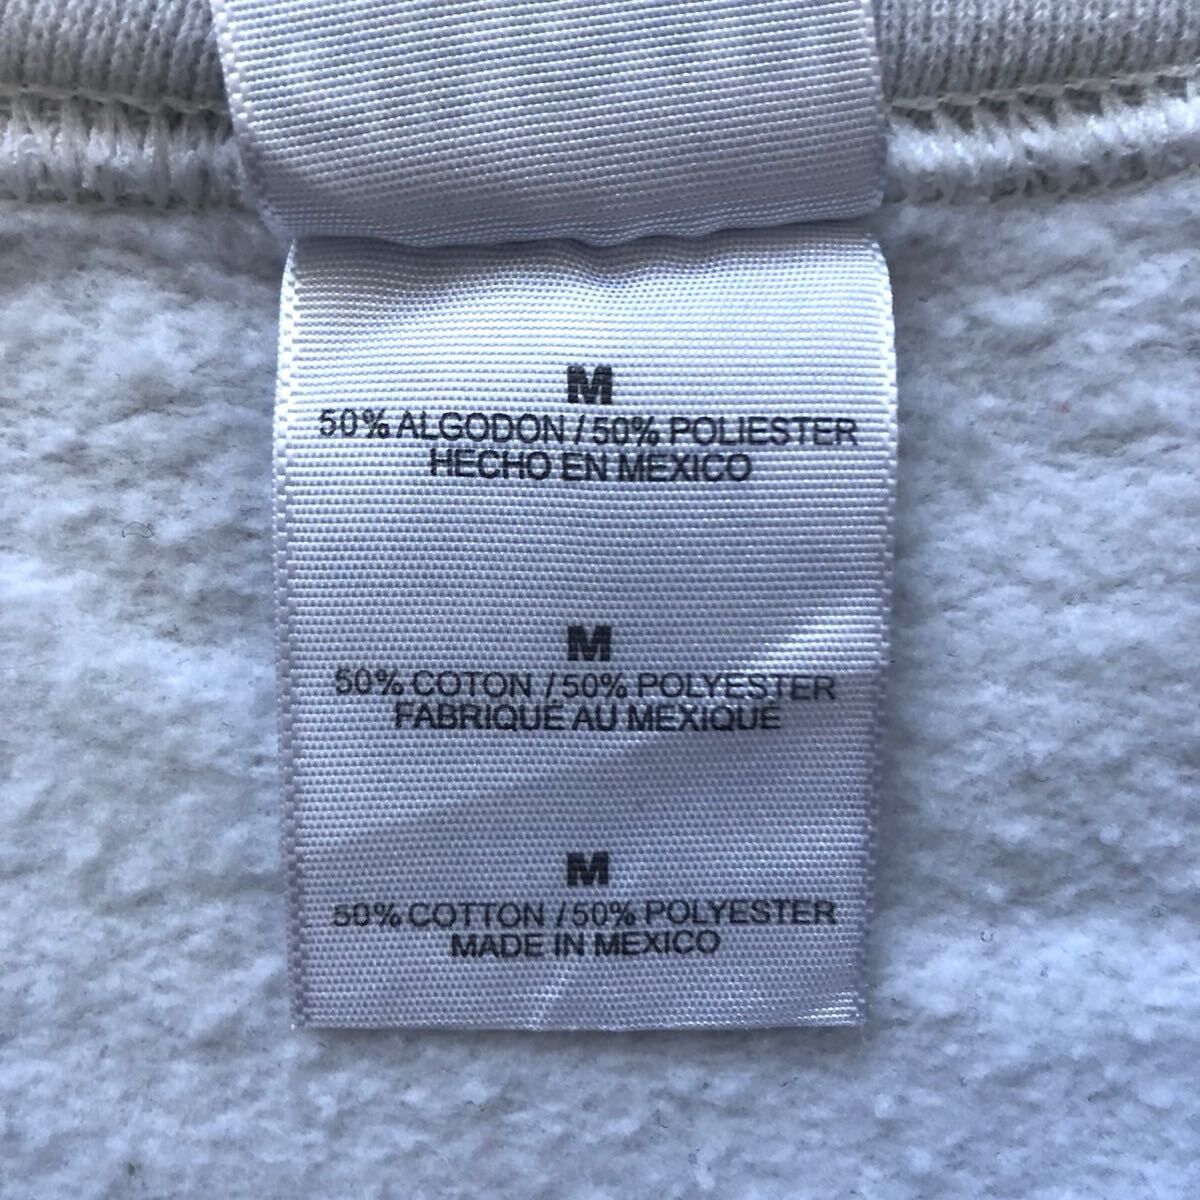 M
50% ALGODON / 50% POLIESTER
HECHO EN MEXICO
M
50% COTON / 50% POLYESTER
FABRIQUÉ AU MEXIQUE
M
50% COTTON / 50% POLYESTER
MADE IN MEXICO